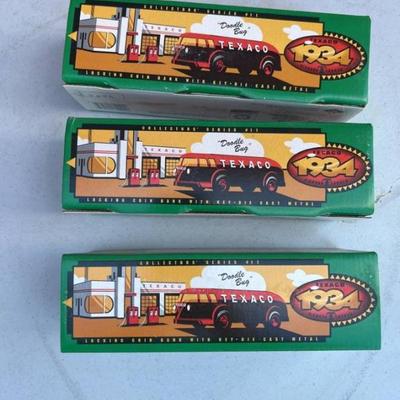 COLLECTORS' SERIES #11
"Doodle Bug"
TEXACO
TEXACO
1934
LOCKING COIN BANK WITH KEY-DIE CAST METAL
COLLECTORS' SERIES #11
"Doodle Bug"
TEXACO
TEXACO
TEXACO
1934
LOCKING COIN BANK WITH KEY-DIE CAST METAL
COLLECTORS' SERIES #11
"Doodle Bug"
TEXACO
TEXACO
TEXACO
1934
LOCKING COIN BANK WITH KEY-DIE CAST METAL